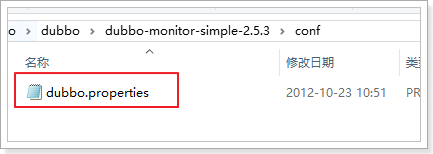 o › dubbo › dubbo-monitor-simple-2.5.3 › conf
名称 修改日期 类
dubbo.properties 2012-10-23 10:51 PR